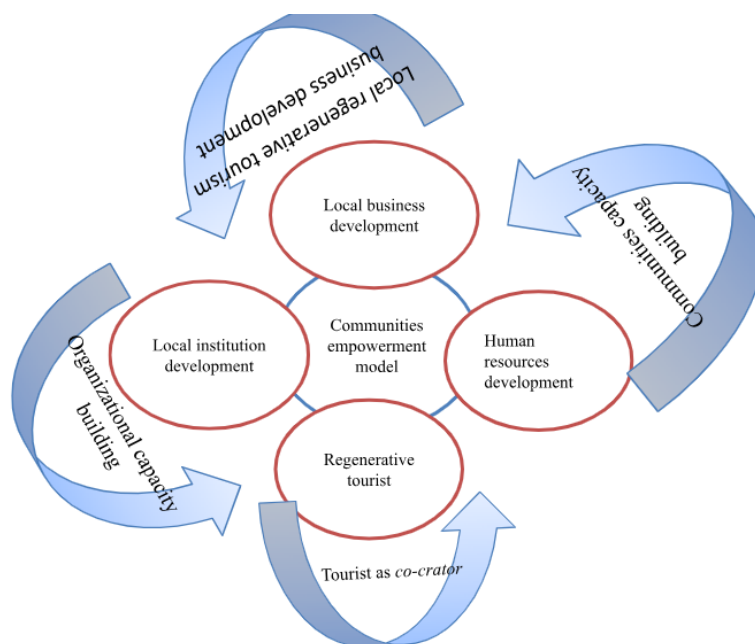 Local regenerative tourism
business development
Local business
development
Communities capacity
building
Local institution
development
Communities
empowerment
model
Human
resources
development
Organizational capacity
building
Regenerative
tourist
Tourist as co-crator